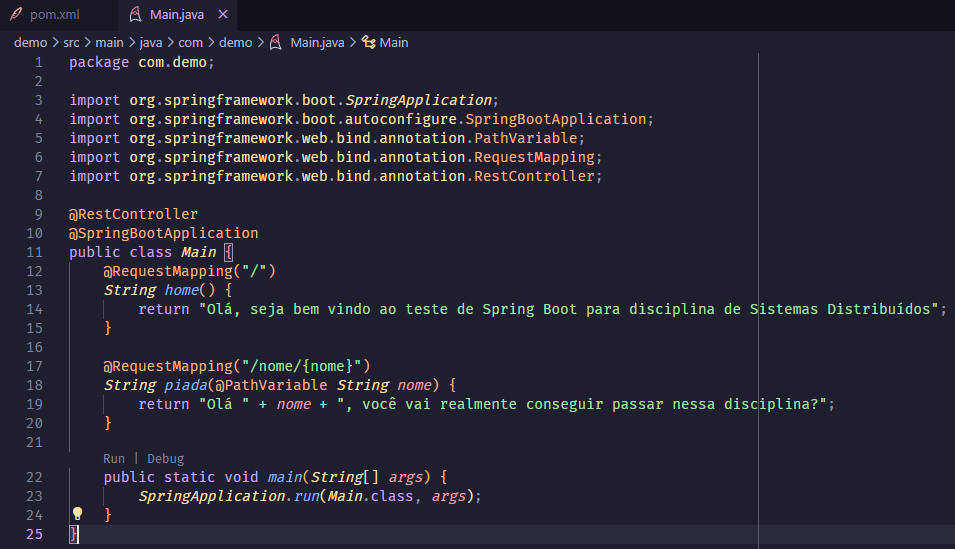 pom.xml
Main.java ×
demo > src > main > java > com > demo > Main.java > Main
1 package com.demo;
2
3 import org.springframework.boot.SpringApplication;
4 import org.springframework.boot.autoconfigure.SpringBootApplication;
5 import org.springframework.web.bind.annotation.PathVariable;
6 import org.springframework.web.bind.annotation.RequestMapping;
7 import org.springframework.web.bind.annotation.RestController;
8
9 @RestController
10 @SpringBootApplication
11 public class Main {
12     @RequestMapping("/")
13     String home() {
14         return "Olá, seja bem vindo ao teste de Spring Boot para disciplina de Sistemas Distribuídos";
15     }
16
17     @RequestMapping("/nome/{nome}")
18     String piada(@PathVariable String nome) {
19         return "Olá " + nome + ", você vai realmente conseguir passar nessa disciplina?";
20     }
21
Run | Debug
22     public static void main(String[] args) {
23         SpringApplication.run(Main.class, args);
24     }
25 }